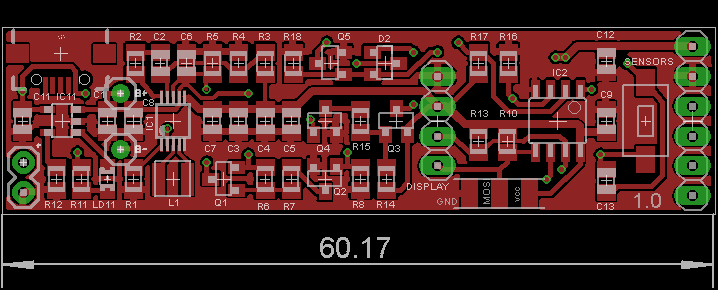 R2 C2 C6 R5 R4 R3 R18 Q5 D2 R17 R16 C12
IC2 SENSORS
C11 IC11 C1 B+ C8 C9
IC1 R13 R10
C7 C3 C4 C5 Q4 R15 Q3
B-
DISPLAY
R12 R11 LD11 R1 L1 Q1 R6 R7 Q2 R8 R14 GND MOS VCC C13 1.0
60.17